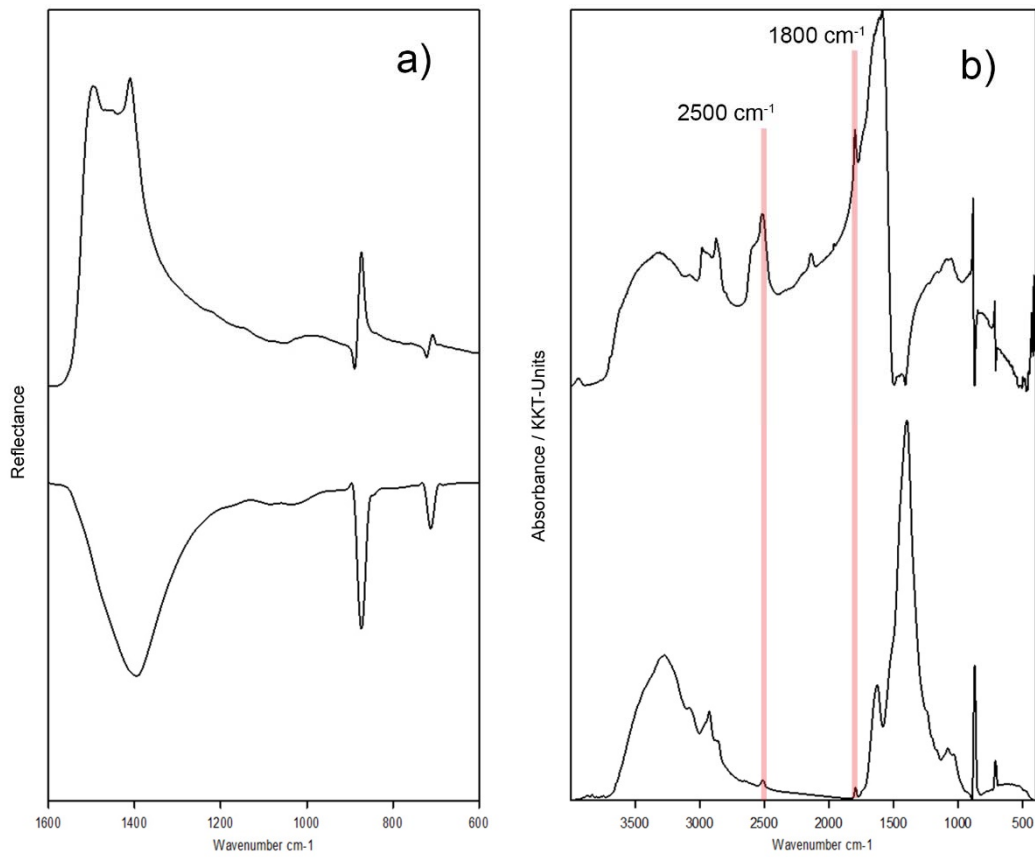 a)
Reflectance
1600 1400 1200 1000 800 600
Wavenumber cm-1
1800 cm-1
b)
2500 cm-1
Absorbance / KKT-Units
3500 3000 2500 2000 1500 1000 500
Wavenumber cm-1